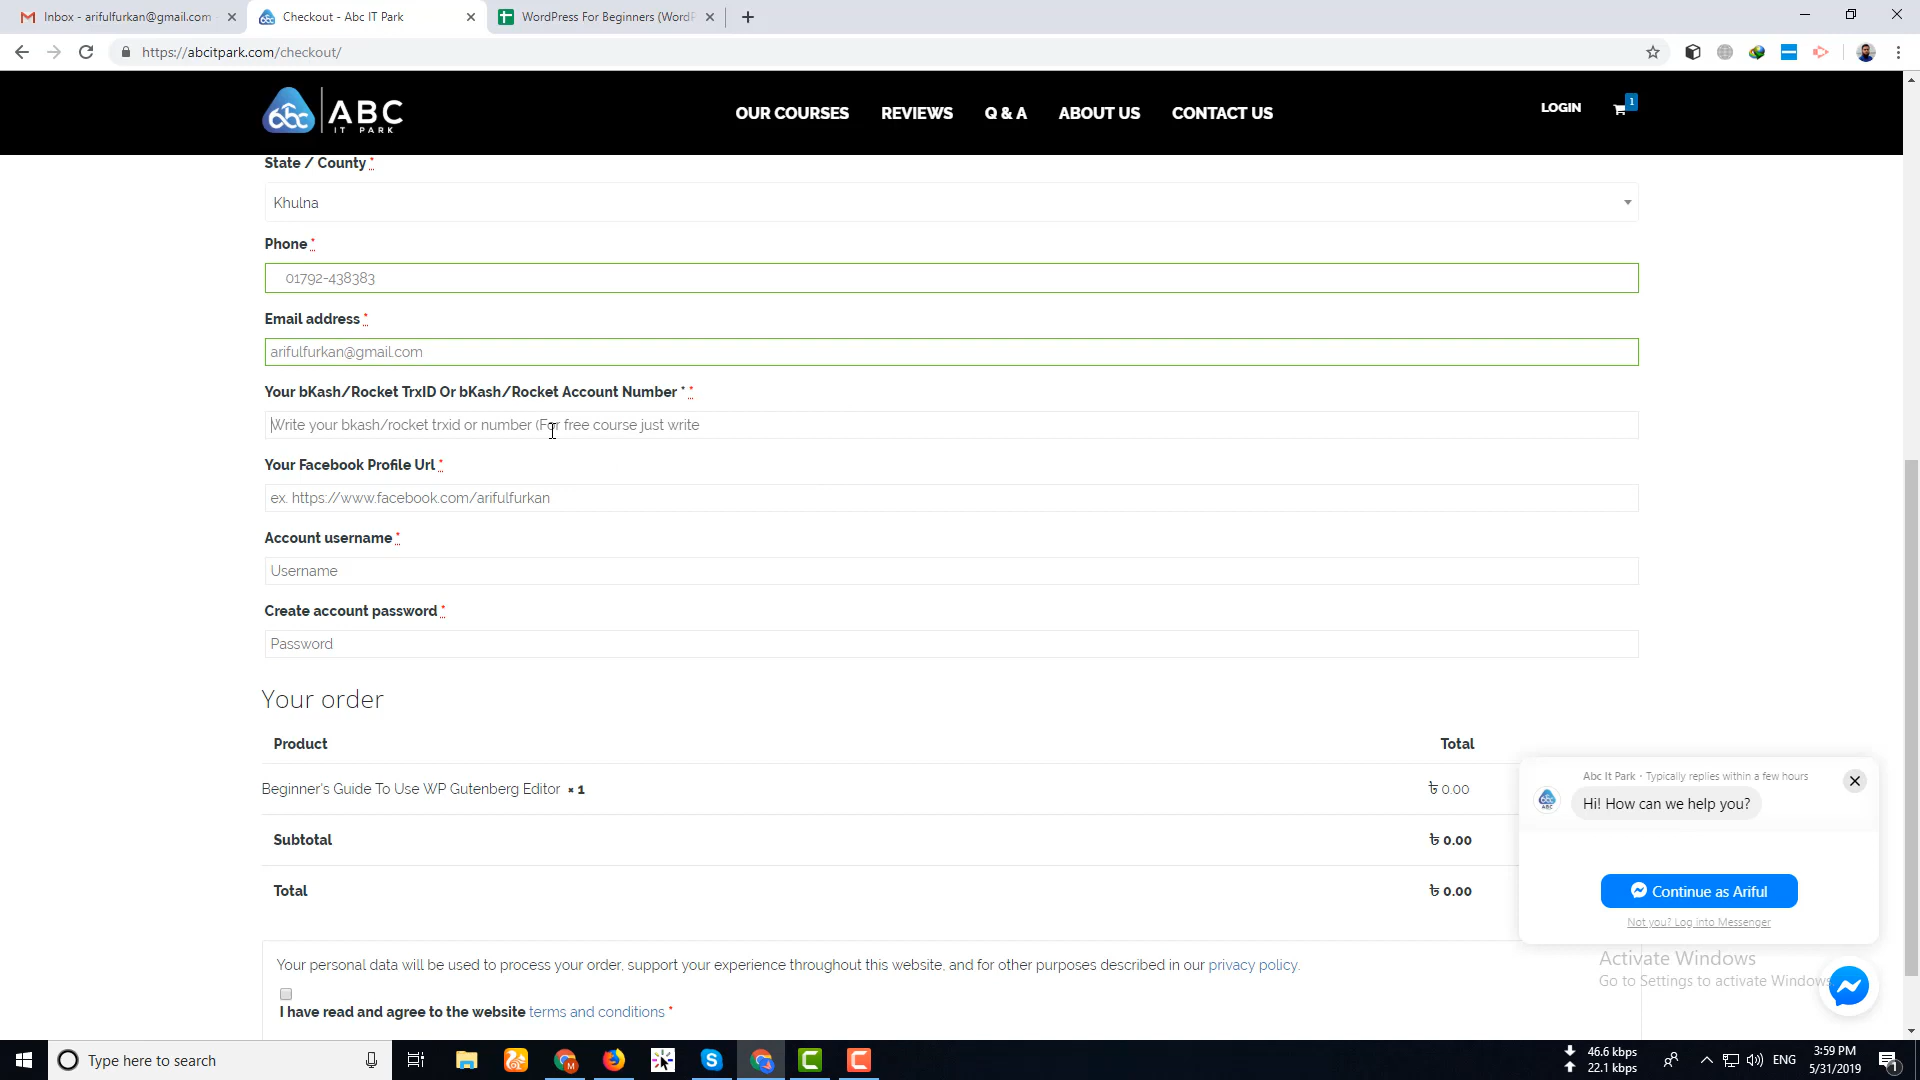 Inbox - arifulfurkan@gmail.com
Checkout - Abc IT Park
WordPress For Beginners (WordP
https://abcitpark.com/checkout/
abc ABC
IT PARK
OUR COURSES
REVIEWS
Q & A
ABOUT US
CONTACT US
LOGIN
1
State / County *
Khulna
Phone *
01792-438383
Email address *
arifulfurkan@gmail.com
Your bKash/Rocket TrxID Or bKash/Rocket Account Number * *
Write your bkash/rocket trxid or number (For free course just write
Your Facebook Profile Url *
ex. https://www.facebook.com/arifulfurkan
Account username *
Username
Create account password *
Password
Your order
Product Total
Beginner's Guide To Use WP Gutenberg Editor × 1 ৳ 0.00
Subtotal ৳ 0.00
Total ৳ 0.00
Abc It Park · Typically replies within a few hours
Hi! How can we help you?
Continue as Ariful
Not you? Log into Messenger
Your personal data will be used to process your order, support your experience throughout this website, and for other purposes described in our privacy policy.
I have read and agree to the website terms and conditions *
Activate Windows
Go to Settings to activate Windows
Type here to search
46.6 kbps
22.1 kbps
ENG
3:59 PM
5/31/2019
1